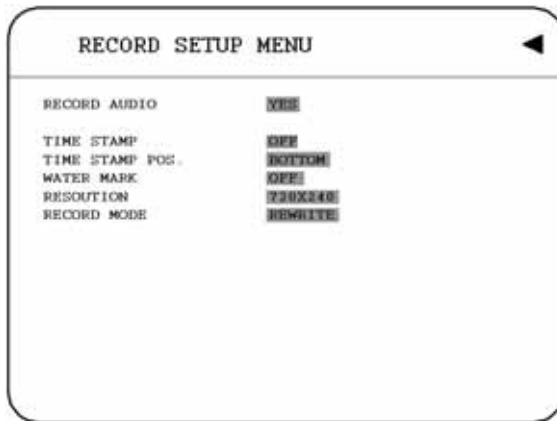 RECORD SETUP MENU
RECORD AUDIO YES
TIME STAMP OFF
TIME STAMP POS. BOTTOM
WATER MARK OFF
RESOUTION 720X240
RECORD MODE REWRITE